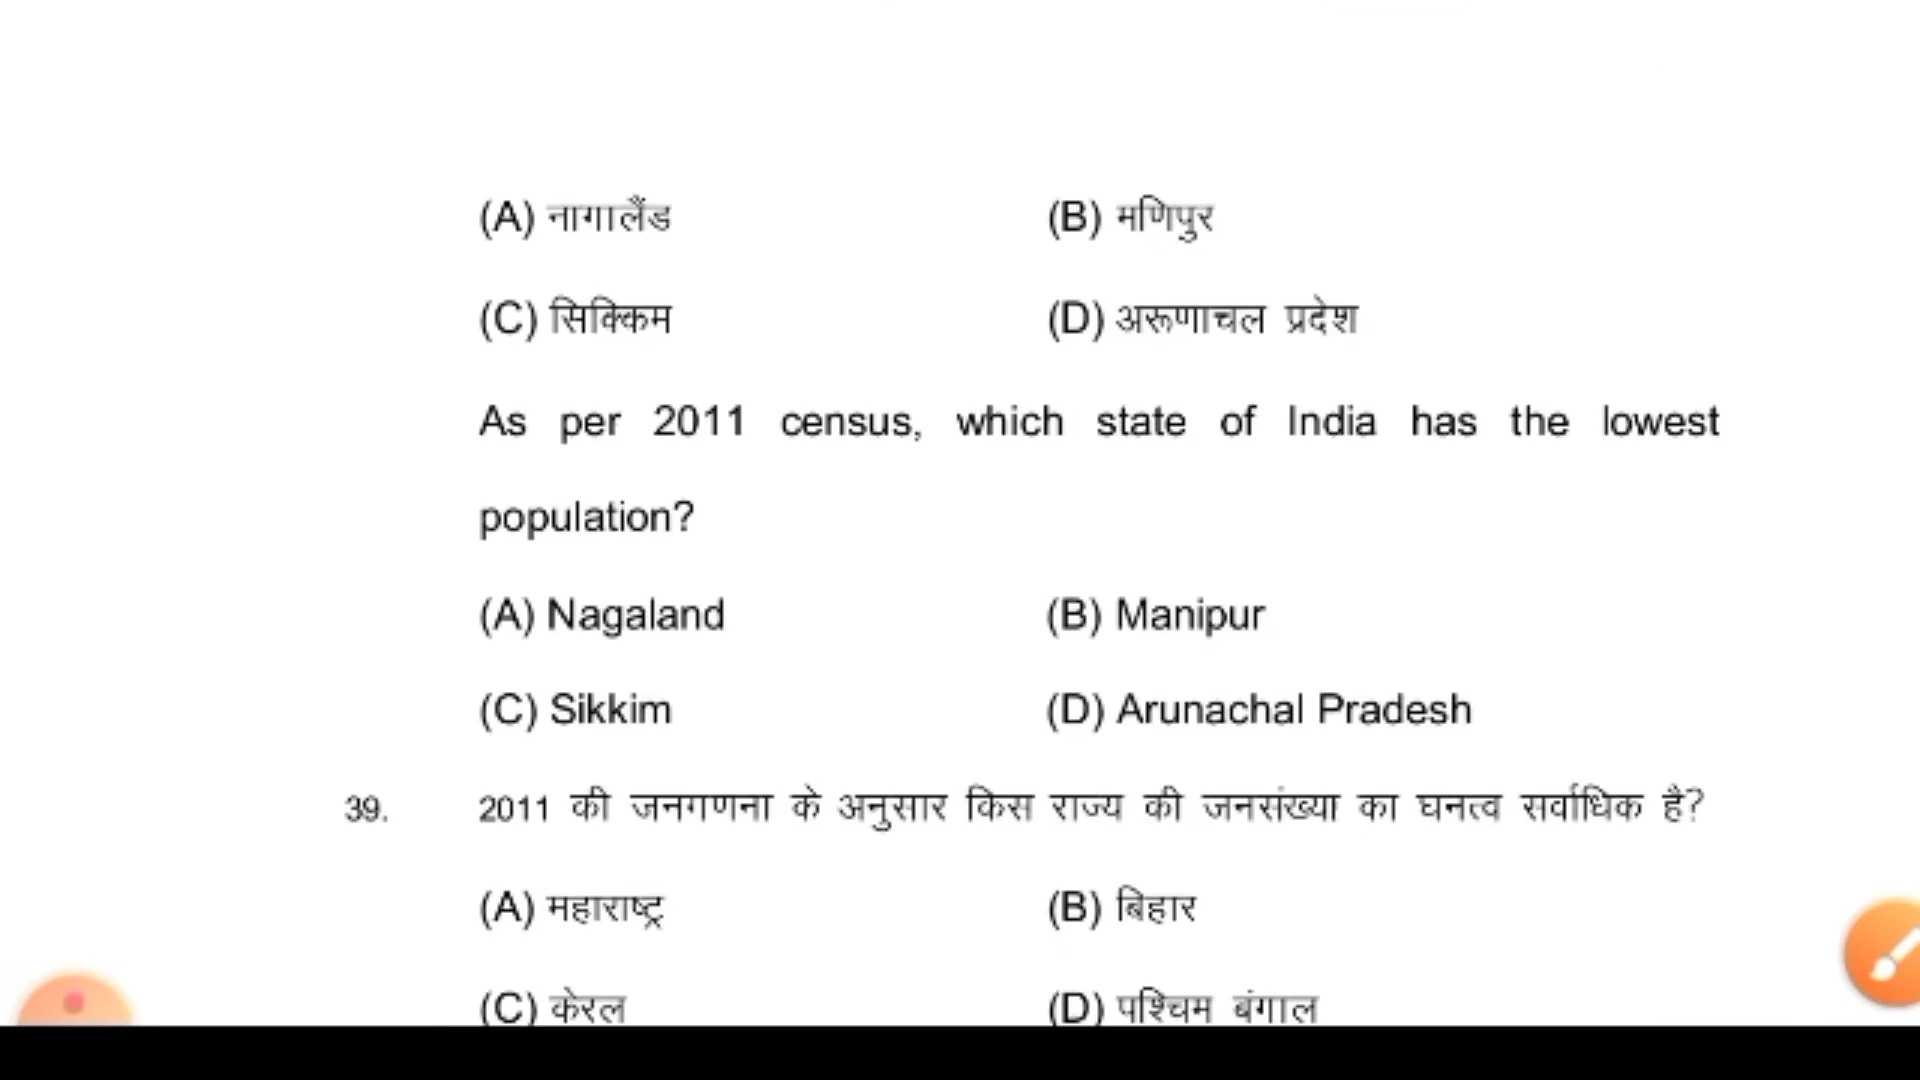 (A) नागालैंड (B) मणिपुर
(C) सिक्किम (D) अरूणाचल प्रदेश
As per 2011 census, which state of India has the lowest
population?
(A) Nagaland (B) Manipur
(C) Sikkim (D) Arunachal Pradesh
39. 2011 की जनगणना के अनुसार किस राज्य की जनसंख्या का घनत्व सर्वाधिक है?
(A) महाराष्ट्र (B) बिहार
(C) केरल (D) पश्चिम बंगाल